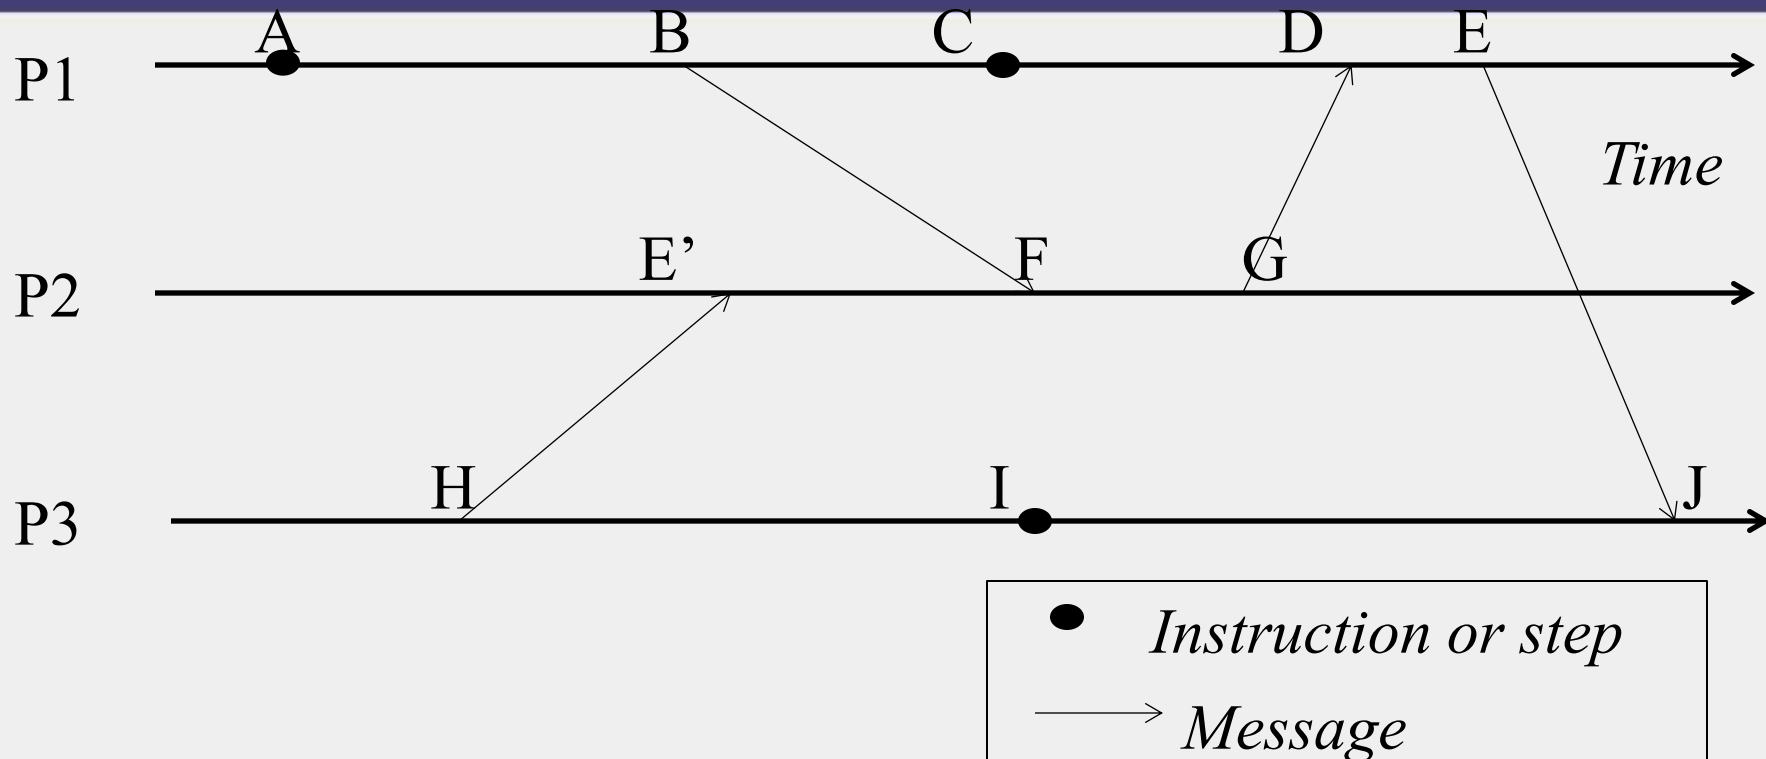 A B C D E
P1
Time
E’ F G
P2
H I J
P3
Instruction or step
Message